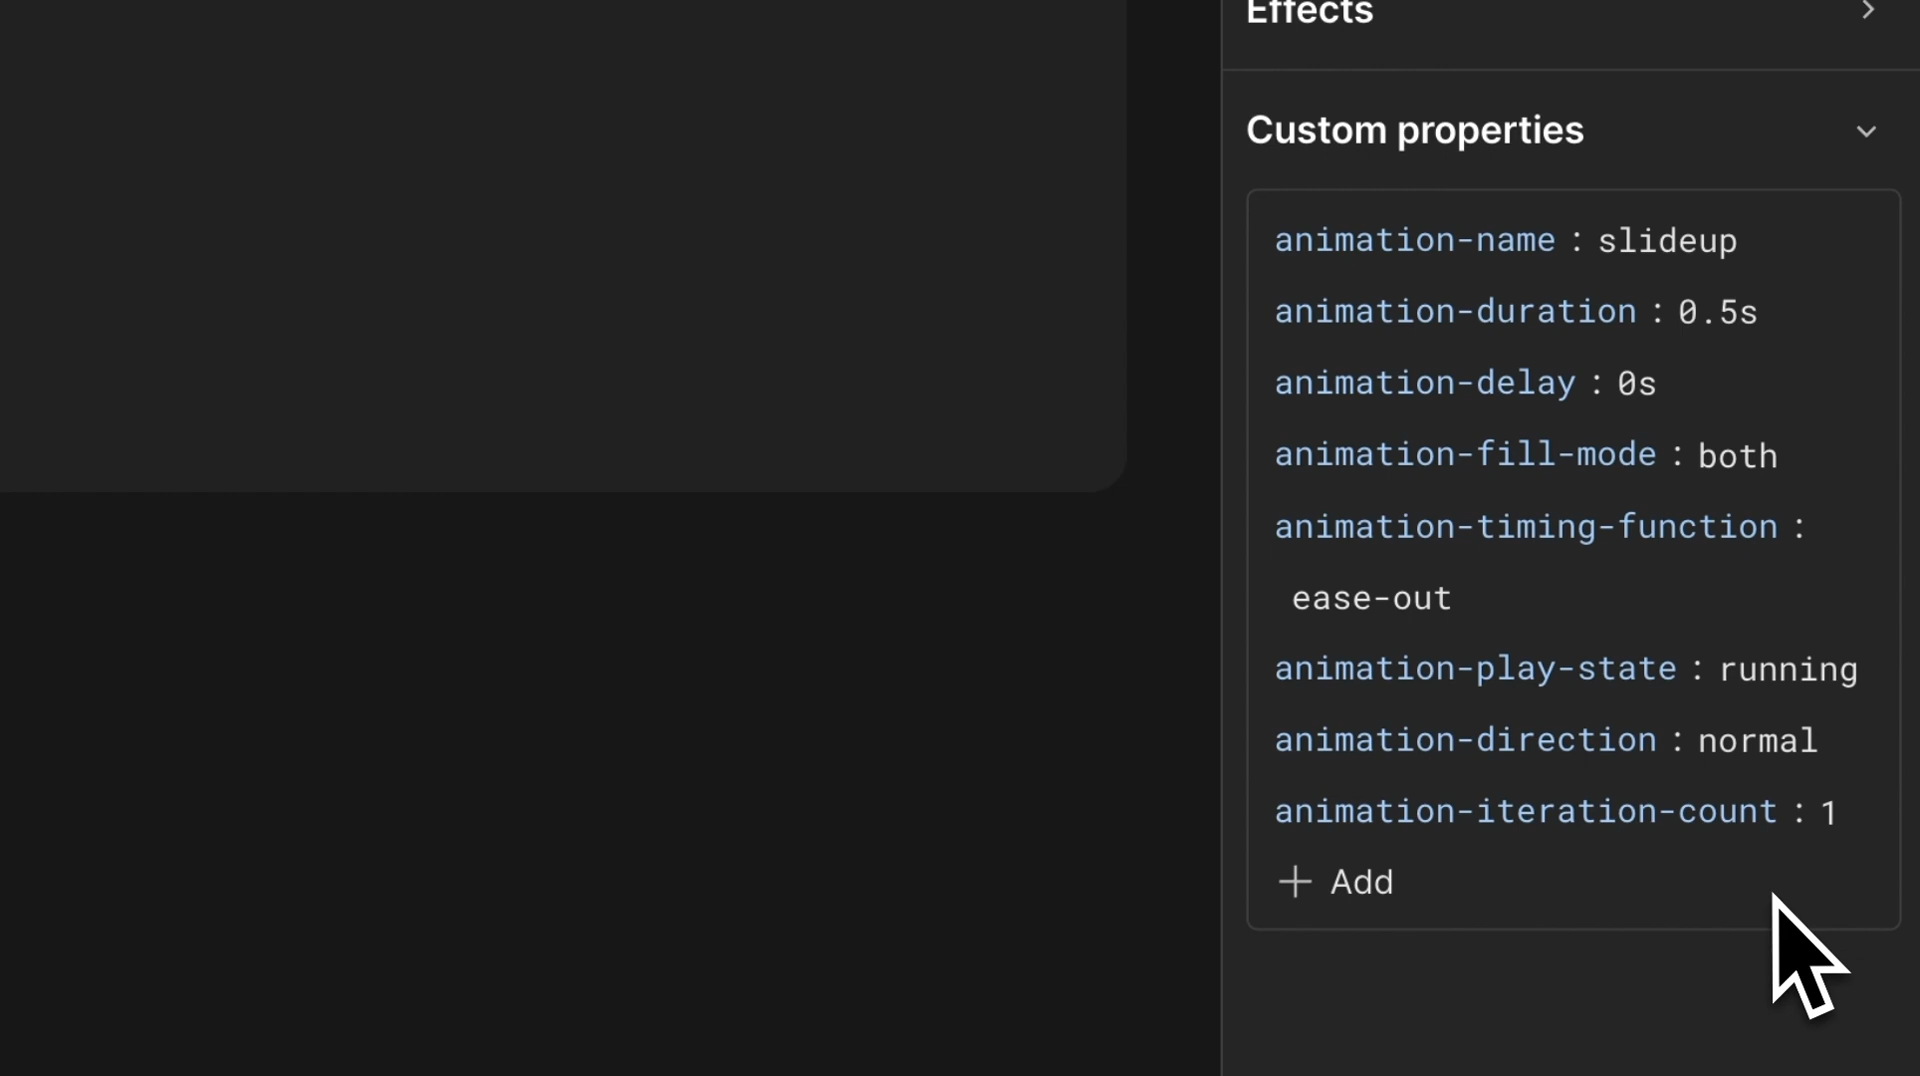 Effects
Custom properties
animation-name : slideup
animation-duration : 0.5s
animation-delay : 0s
animation-fill-mode : both
animation-timing-function :
ease-out
animation-play-state : running
animation-direction : normal
animation-iteration-count : 1
+ Add